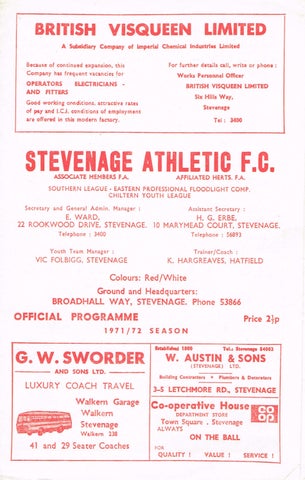 BRITISH VISQUEEN LIMITED
A Subsidiary Company of Imperial Chemical Industries Limited
Because of continued expansion, this
Company has frequent vacancies for
OPERATORS ELECTRICIANS -
AND FITTERS
Good working conditions, attractive rates
of pay and I.C.I. conditions of employment
are offered in this modern factory.
For further details call, write or phone :
Works Personnel Officer
BRITISH VISQUEEN LIMITED
Six Hills Way,
Stevenage
Tel : 3400
STEVENAGE ATHLETIC F.C.
ASSOCIATE MEMBERS F.A. AFFILIATED HERTS. F.A.
SOUTHERN LEAGUE - EASTERN PROFESSIONAL FLOODLIGHT COMP.
CHILTERN YOUTH LEAGUE
Secretary and General Admin. Manager :
E. WARD,
22 ROOKWOOD DRIVE, STEVENAGE.
Telephone : 3400
Assistant Secretary :
H. G. ERBE,
10 MARYMEAD COURT, STEVENAGE.
Telephone : 56893
Youth Team Manager :
VIC FOLBIGG, STEVENAGE
Trainer/Coach :
K. HARGREAVES, HATFIELD
Colours: Red/White
Ground and Headquarters:
BROADHALL WAY, STEVENAGE. Phone 53866
OFFICIAL PROGRAMME Price 2½p
1971/72 SEASON
G. W. SWORDER
AND SONS LTD.
LUXURY COACH TRAVEL
Walkern Garage
Walkern
Stevenage
Walkern 238
41 and 29 Seater Coaches
Established 1800 Tel.: Stevenage 54003
W. AUSTIN & SONS
(STEVENAGE) LTD.
Building Contractors - Plumbers & Decorators
3-5 LETCHMORE RD., STEVENAGE
Co-operative House
DEPARTMENT STORE
Town Square . Stevenage
ALWAYS
CO
OP
ON THE BALL
FOR
QUALITY ! VALUE ! SERVICE !